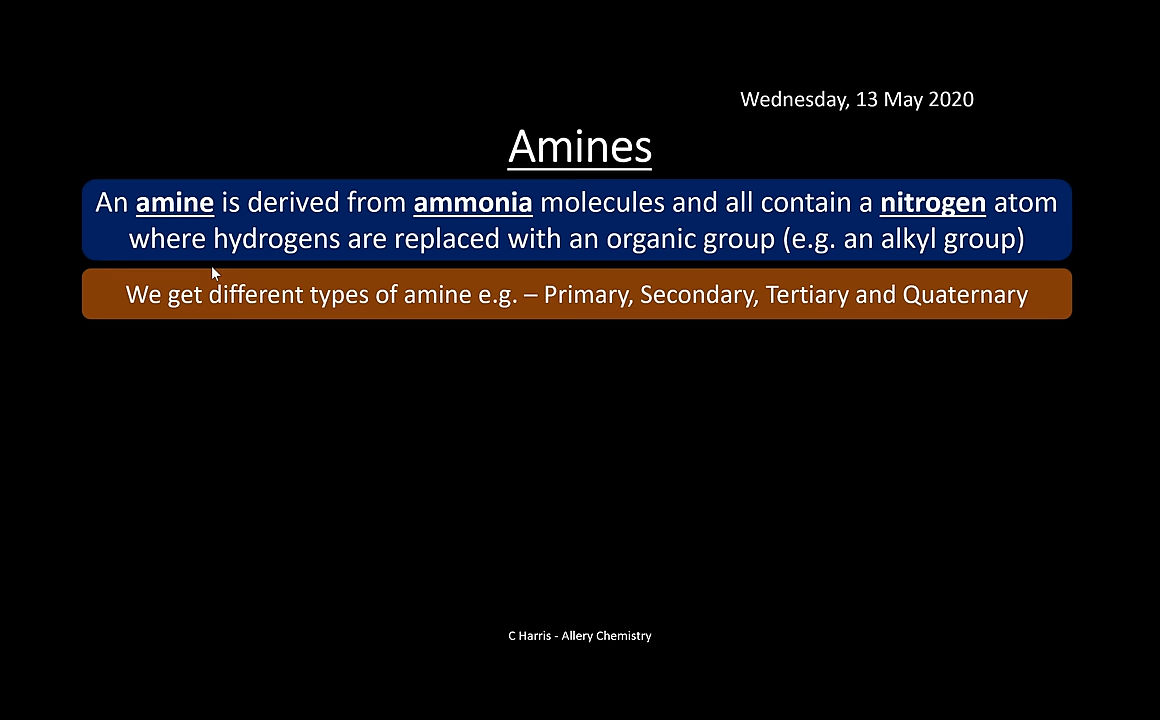 Wednesday, 13 May 2020
Amines
An amine is derived from ammonia molecules and all contain a nitrogen atom
where hydrogens are replaced with an organic group (e.g. an alkyl group)
We get different types of amine e.g. – Primary, Secondary, Tertiary and Quaternary
C Harris - Allery Chemistry